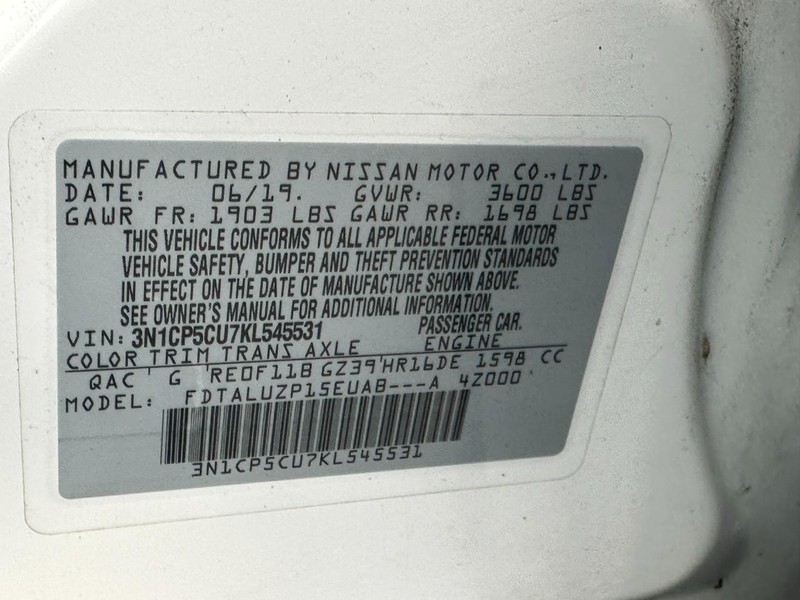 MANUFACTURED BY NISSAN MOTOR CO., LTD.
DATE: 06/19. GVWR: 3600 LBS
GAWR FR: 1903 LBS GAWR RR: 1698 LBS
THIS VEHICLE CONFORMS TO ALL APPLICABLE FEDERAL MOTOR
VEHICLE SAFETY, BUMPER AND THEFT PREVENTION STANDARDS
IN EFFECT ON THE DATE OF MANUFACTURE SHOWN ABOVE.
SEE OWNER'S MANUAL FOR ADDITIONAL INFORMATION.
VIN: 3N1CP5CU7KL545531 PASSENGER CAR.
COLOR TRIM TRANS AXLE ENGINE
QAC ' G 'RE0F11B GZ39'HR16DE 1598 CC
MODEL: FDTALUZP15EUAB---A 4Z000
3N1CP5CU7KL545531